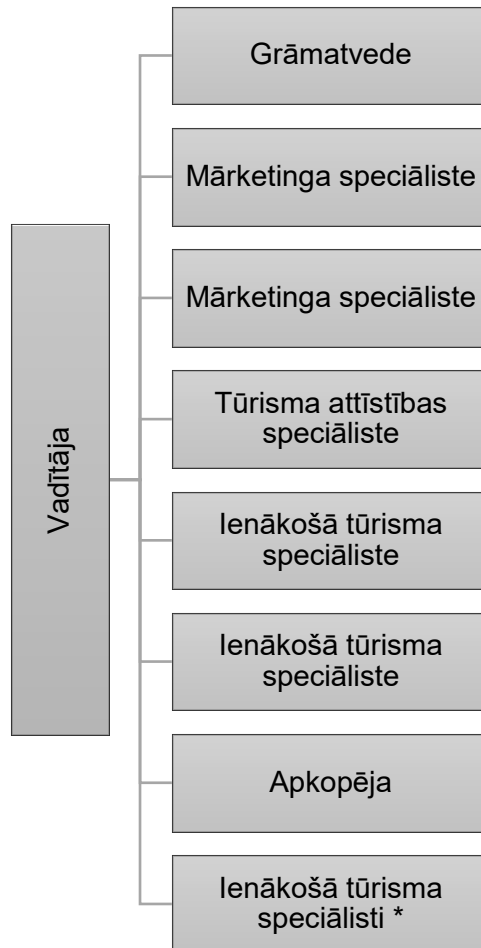 Vadītāja
Grāmatvede
Mārketinga speciāliste
Mārketinga speciāliste
Tūrisma attīstības
speciāliste
Ienākošā tūrisma
speciāliste
Ienākošā tūrisma
speciāliste
Apkopēja
Ienākošā tūrisma
speciālisti *